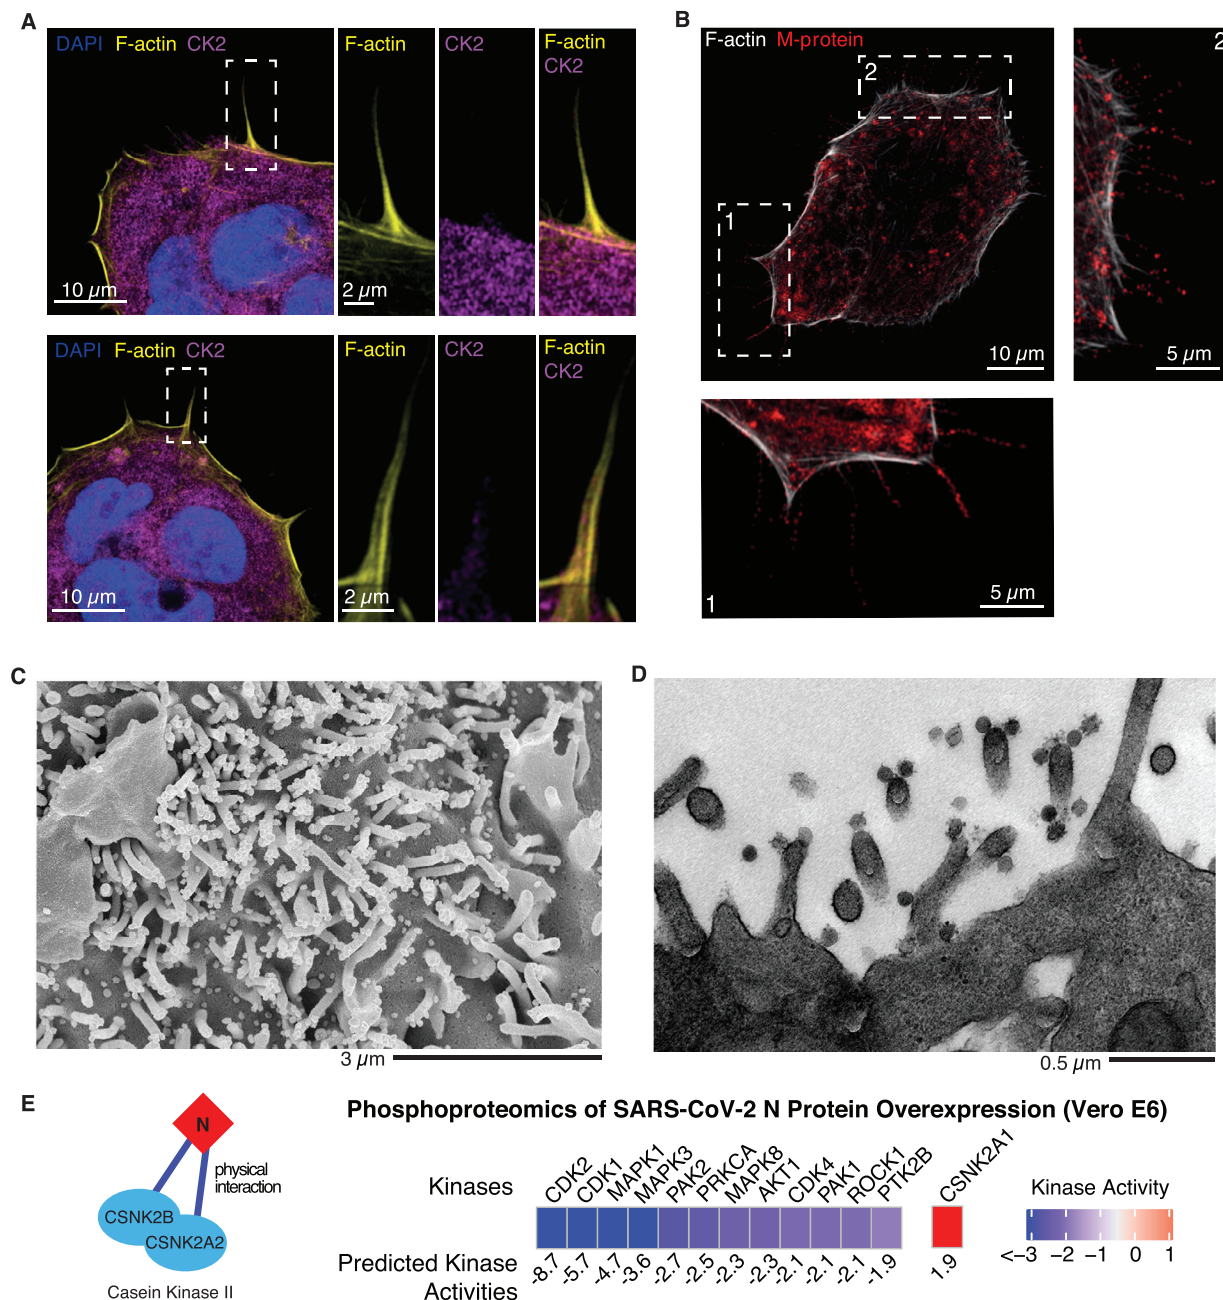 A
DAPI F-actin CK2
F-actin
CK2
F-actin
CK2
10 µm
2 µm
DAPI F-actin CK2
F-actin
CK2
F-actin
CK2
10 µm
2 µm
B
F-actin M-protein
2
1
10 µm
2
5 µm
1
5 µm
C
3 µm
D
0.5 µm
E
N
physical
interaction
CSNK2B
CSNK2A2
Casein Kinase II
Phosphoproteomics of SARS-CoV-2 N Protein Overexpression (Vero E6)
Kinases
CDK2 CDK1 MAPK1 MAPK3 PAK2 PRKCA MAPK8 AKT1 CDK4 PAK1 ROCK1 PTK2B CSNK2A1
Predicted Kinase
Activities
-8.7 -5.7 -4.7 -3.6 -2.7 -2.5 -2.3 -2.3 -2.1 -2.1 -2.1 -1.9 1.9
Kinase Activity
<−3 −2 −1 0 1